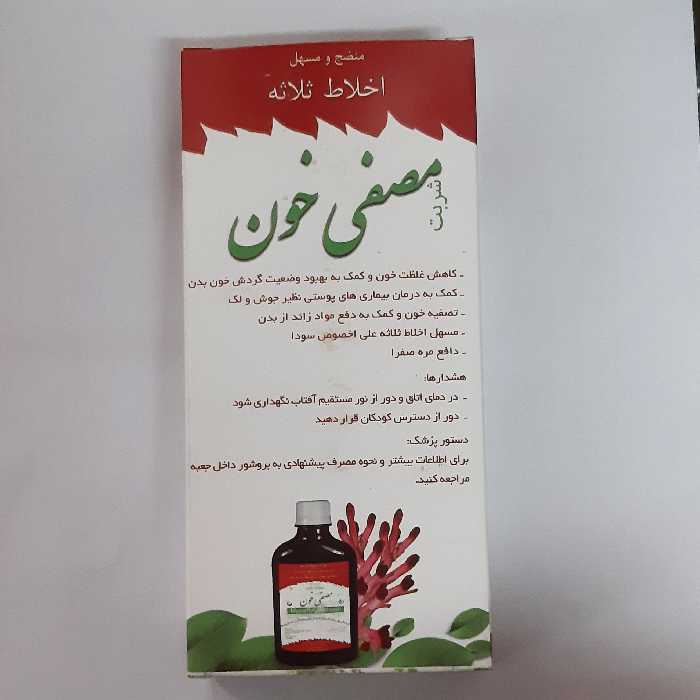 منضج و مسهل
اخلاط ثلاثه
شربت
مصفی خون
- کاهش غلظت خون و کمک به بهبود وضعیت گردش خون بدن
- کمک به درمان بیماری های پوستی نظیر جوش و لک
- تصفیه خون و کمک به دفع مواد زائد از بدن
- مسهل اخلاط ثلاثه علی اخصوص سودا
- دافع مره صفرا
هشدارها:
- در دمای اتاق و دور از نور مستقیم آفتاب نگهداری شود
- دور از دسترس کودکان قرار دهید
دستور پزشک:
برای اطلاعات بیشتر و نحوه مصرف پیشنهادی به بروشور داخل جعبه
مراجعه کنید.
مصفی خون